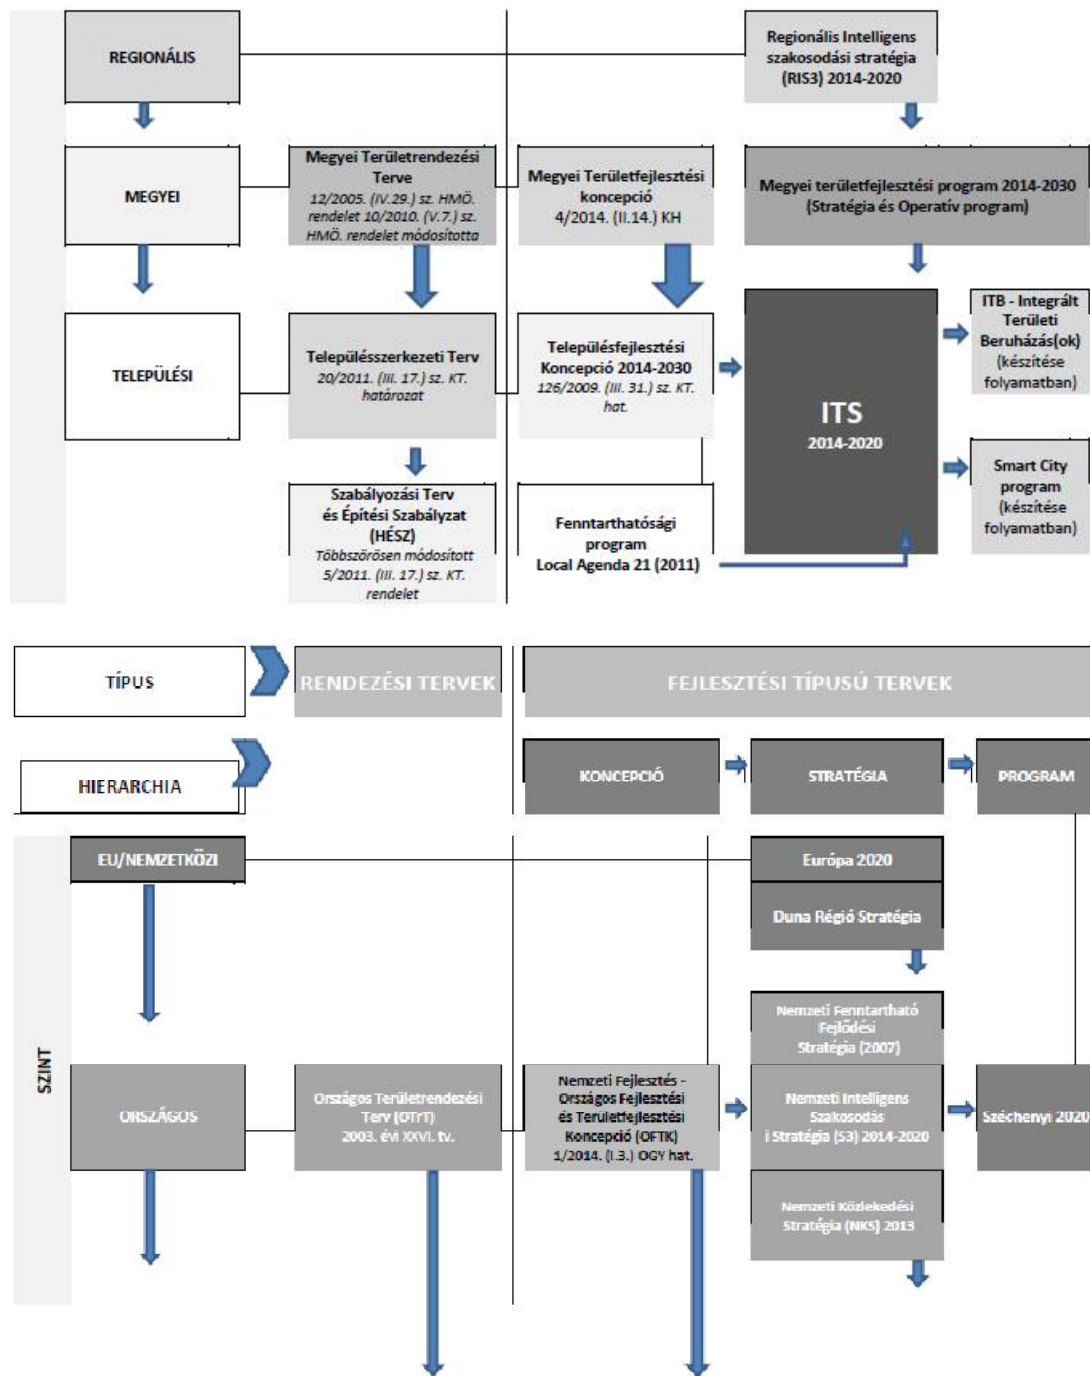 REGIONÁLIS
Regionális Intelligens
szakosodási stratégia
(RIS3) 2014-2020
MEGYEI
Megyei Területrendezési
Terve
12/2005. (IV.29.) sz. HMÖ.
rendelet 10/2010. (V.7.) sz.
HMÖ. rendelet módosította
Megyei Területfejlesztési
koncepció
4/2014. (II.14.) KH
Megyei területfejlesztési program 2014-2030
(Stratégia és Operatív program)
TELEPÜLÉSI
Településszerkezeti Terv
20/2011. (III. 17.) sz. KT.
határozat
Településfejlesztési
Koncepció 2014-2030
126/2009. (III. 31.) sz. KT.
hat.
ITS
2014-2020
ITB - Integrált
Területi
Beruházás(ok)
(készítése
folyamatban)
Smart City
program
(készítése
folyamatban)
Szabályozási Terv
és Építési Szabályzat
(HÉSZ)
Többszörösen módosított
5/2011. (III. 17.) sz. KT.
rendelet
Fenntarthatósági
program
Local Agenda 21 (2011)
TÍPUS
RENDEZÉSI TERVEK
FEJLESZTÉSI TÍPUSÚ TERVEK
HIERARCHIA
KONCEPCIÓ
STRATÉGIA
PROGRAM
SZINT
EU/NEMZETKÖZI
Európa 2020
Duna Régió Stratégia
ORSZÁGOS
Országos Területrendezési
Terv (OTrT)
2003. évi XXVI. tv.
Nemzeti Fejlesztés -
Országos Fejlesztési
és Területfejlesztési
Koncepció (OFTK)
1/2014. (I.3.) OGY hat.
Nemzeti Fenntartható
Fejlődési
Stratégia (2007)
Nemzeti Intelligens
Szakosodás
i Stratégia (S3) 2014-2020
Nemzeti Közlekedési
Stratégia (NKS) 2013
Széchenyi 2020